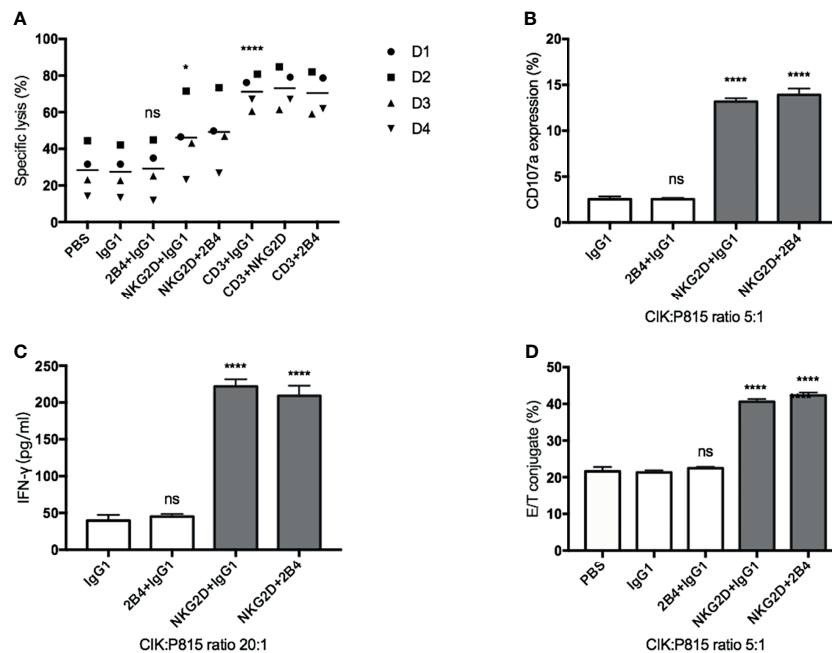 A
Specific lysis (%)
100
80
60
40
20
0
ns
*
****
PBS
IgG1
2B4+IgG1
NKG2D+IgG1
NKG2D+2B4
CD3+IgG1
CD3+NKG2D
CD3+2B4
D1
D2
D3
D4
B
CD107a expression (%)
20
15
10
5
0
ns
****
****
IgG1
2B4+IgG1
NKG2D+IgG1
NKG2D+2B4
CIK:P815 ratio 5:1
C
IFN-γ (pg/ml)
250
200
150
100
50
0
ns
****
****
IgG1
2B4+IgG1
NKG2D+IgG1
NKG2D+2B4
CIK:P815 ratio 20:1
D
E/T conjugate (%)
50
40
30
20
10
0
ns
****
****
****
PBS
IgG1
2B4+IgG1
NKG2D+IgG1
NKG2D+2B4
CIK:P815 ratio 5:1